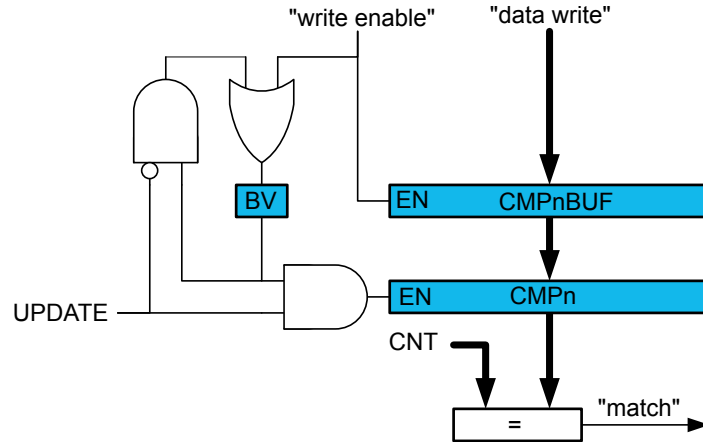 "write enable"
"data write"
BV
EN
CMPnBUF
EN
CMPn
UPDATE
CNT
=
"match"